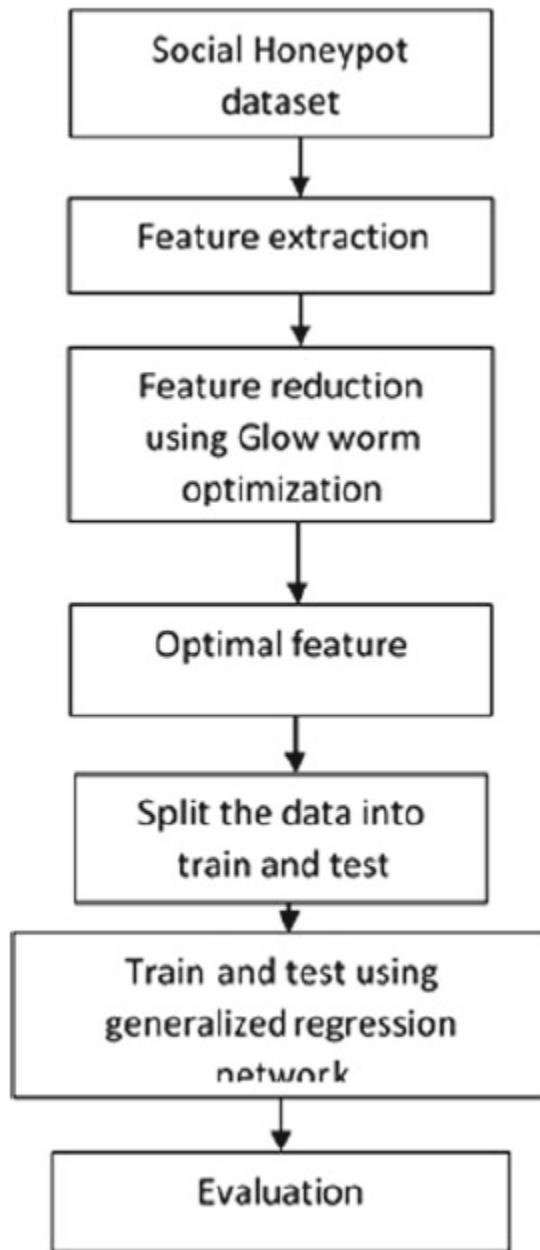 Social Honeypot
dataset
Feature extraction
Feature reduction
using Glow worm
optimization
Optimal feature
Split the data into
train and test
Train and test using
generalized regression
network
Evaluation